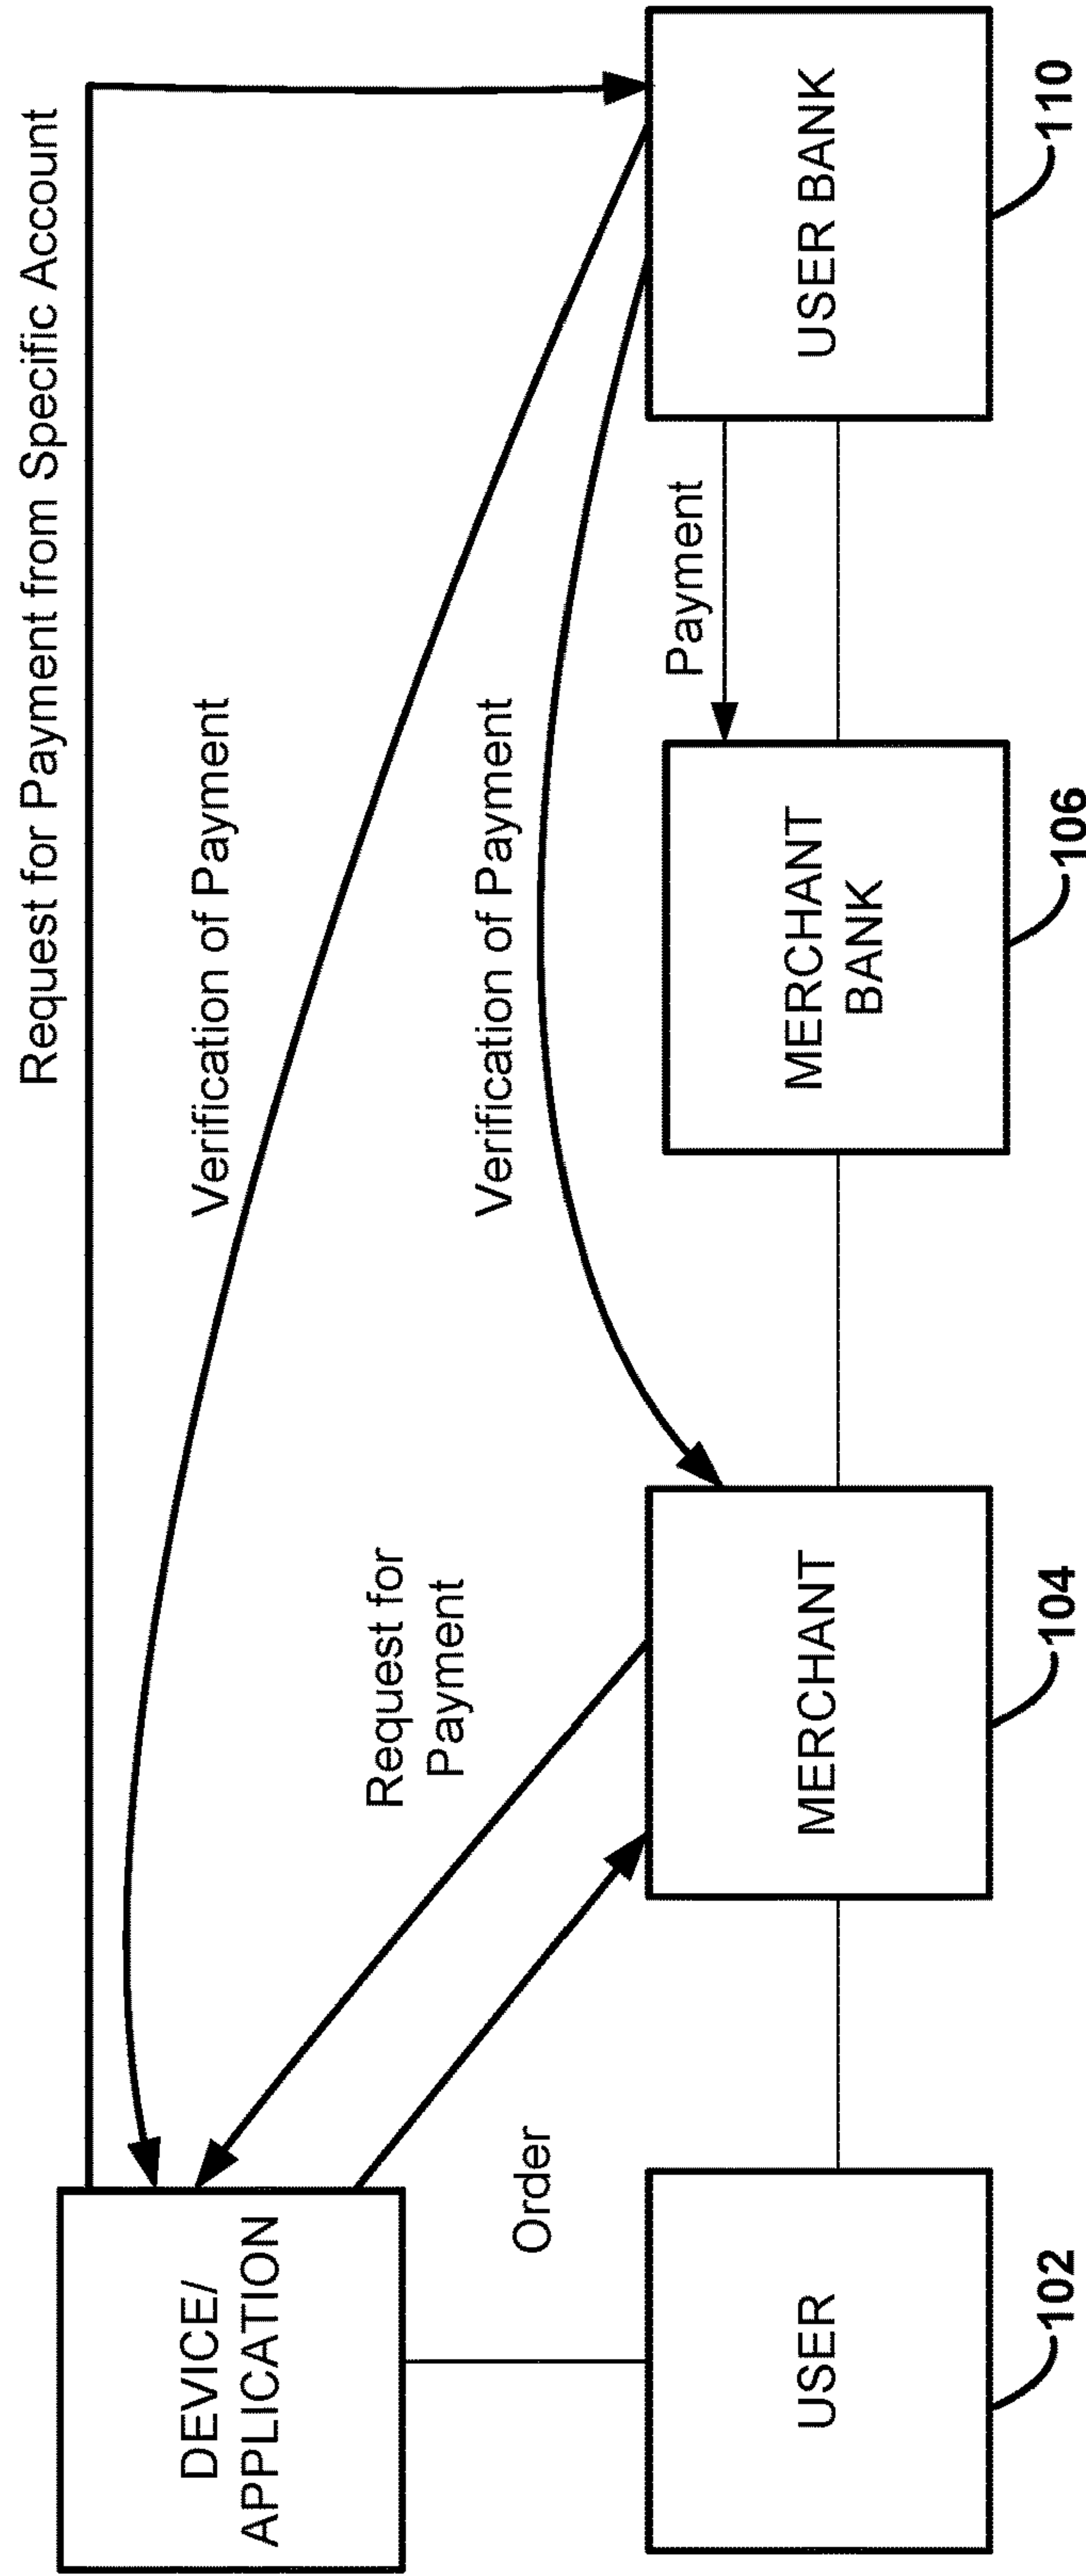 Request for Payment from Specific Account
DEVICE/
APPLICATION
Verification of Payment
Request for
Payment
Verification of Payment
Order
Payment
USER
MERCHANT
MERCHANT
BANK
USER BANK
102
104
106
110